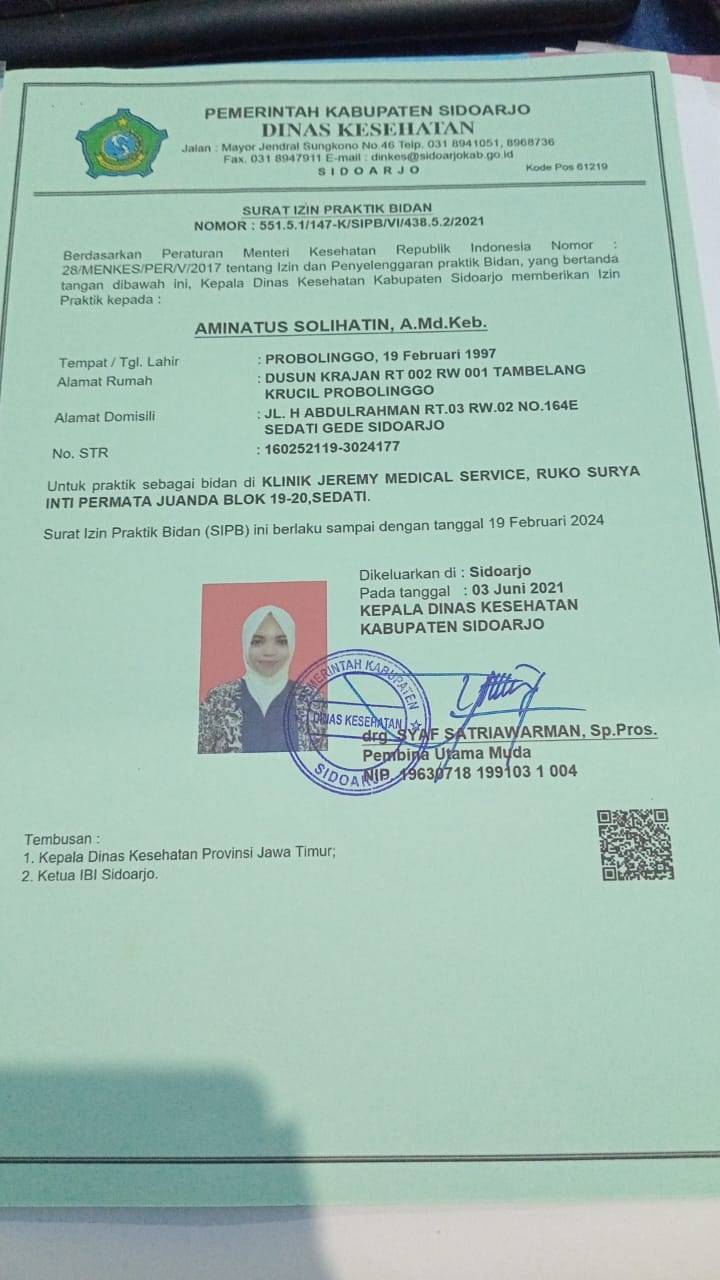 PEMERINTAH KABUPATEN SIDOARJO
DINAS KESEHATAN
Jalan : Mayor Jendral Sungkono No.46 Telp. 031 8941051, 8968736
Fax. 031 8947911 E-mail : dinkes@sidoarjokab.go.id
SIDOARJO Kode Pos 61219
SURAT IZIN PRAKTIK BIDAN
NOMOR : 551.5.1/147-K/SIPB/VI/438.5.2/2021
Berdasarkan Peraturan Menteri Kesehatan Republik Indonesia Nomor :
28/MENKES/PER/V/2017 tentang Izin dan Penyelenggaran praktik Bidan, yang bertanda
tangan dibawah ini, Kepala Dinas Kesehatan Kabupaten Sidoarjo memberikan Izin
Praktik kepada :
AMINATUS SOLIHATIN, A.Md.Keb.
Tempat / Tgl. Lahir : PROBOLINGGO, 19 Februari 1997
Alamat Rumah : DUSUN KRAJAN RT 002 RW 001 TAMBELANG
KRUCIL PROBOLINGGO
Alamat Domisili : JL. H ABDULRAHMAN RT.03 RW.02 NO.164E
SEDATI GEDE SIDOARJO
No. STR : 160252119-3024177
Untuk praktik sebagai bidan di KLINIK JEREMY MEDICAL SERVICE, RUKO SURYA
INTI PERMATA JUANDA BLOK 19-20,SEDATI.
Surat Izin Praktik Bidan (SIPB) ini berlaku sampai dengan tanggal 19 Februari 2024
Dikeluarkan di : Sidoarjo
Pada tanggal : 03 Juni 2021
KEPALA DINAS KESEHATAN
KABUPATEN SIDOARJO
PEMERINTAH KABUPATEN
DINAS KESEHATAN
SIDOARJO
drg. SYAF SATRIAWARMAN, Sp.Pros.
Pembina Utama Muda
NIP. 19630718 199103 1 004
Tembusan :
1. Kepala Dinas Kesehatan Provinsi Jawa Timur;
2. Ketua IBI Sidoarjo.